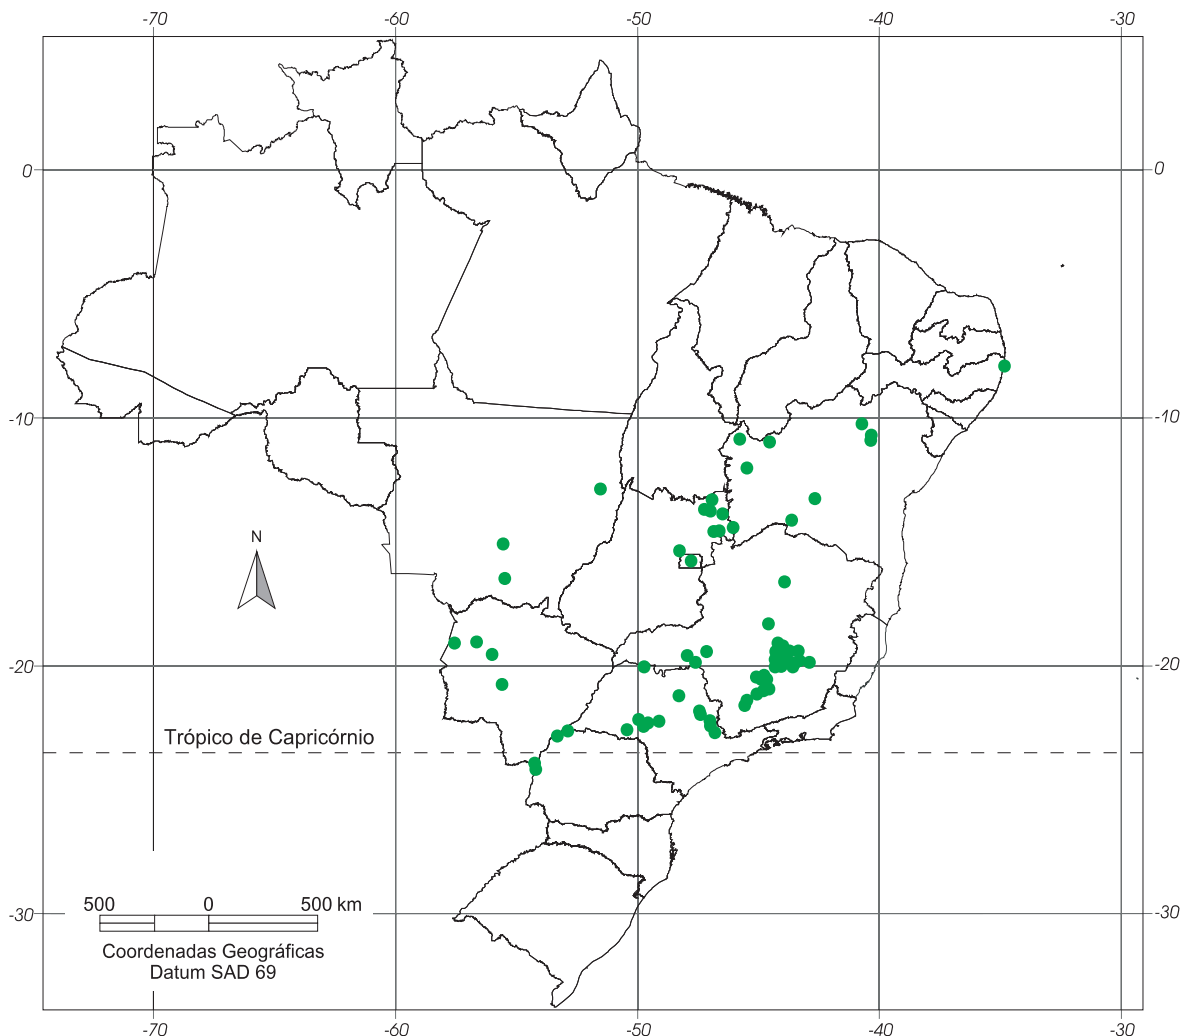 -70 -60 -50 -40 -30
0 0
-10 -10
N
-20 -20
Trópico de Capricórnio
500 0 500 km
-30 -30
Coordenadas Geográficas
Datum SAD 69
-70 -60 -50 -40 -30